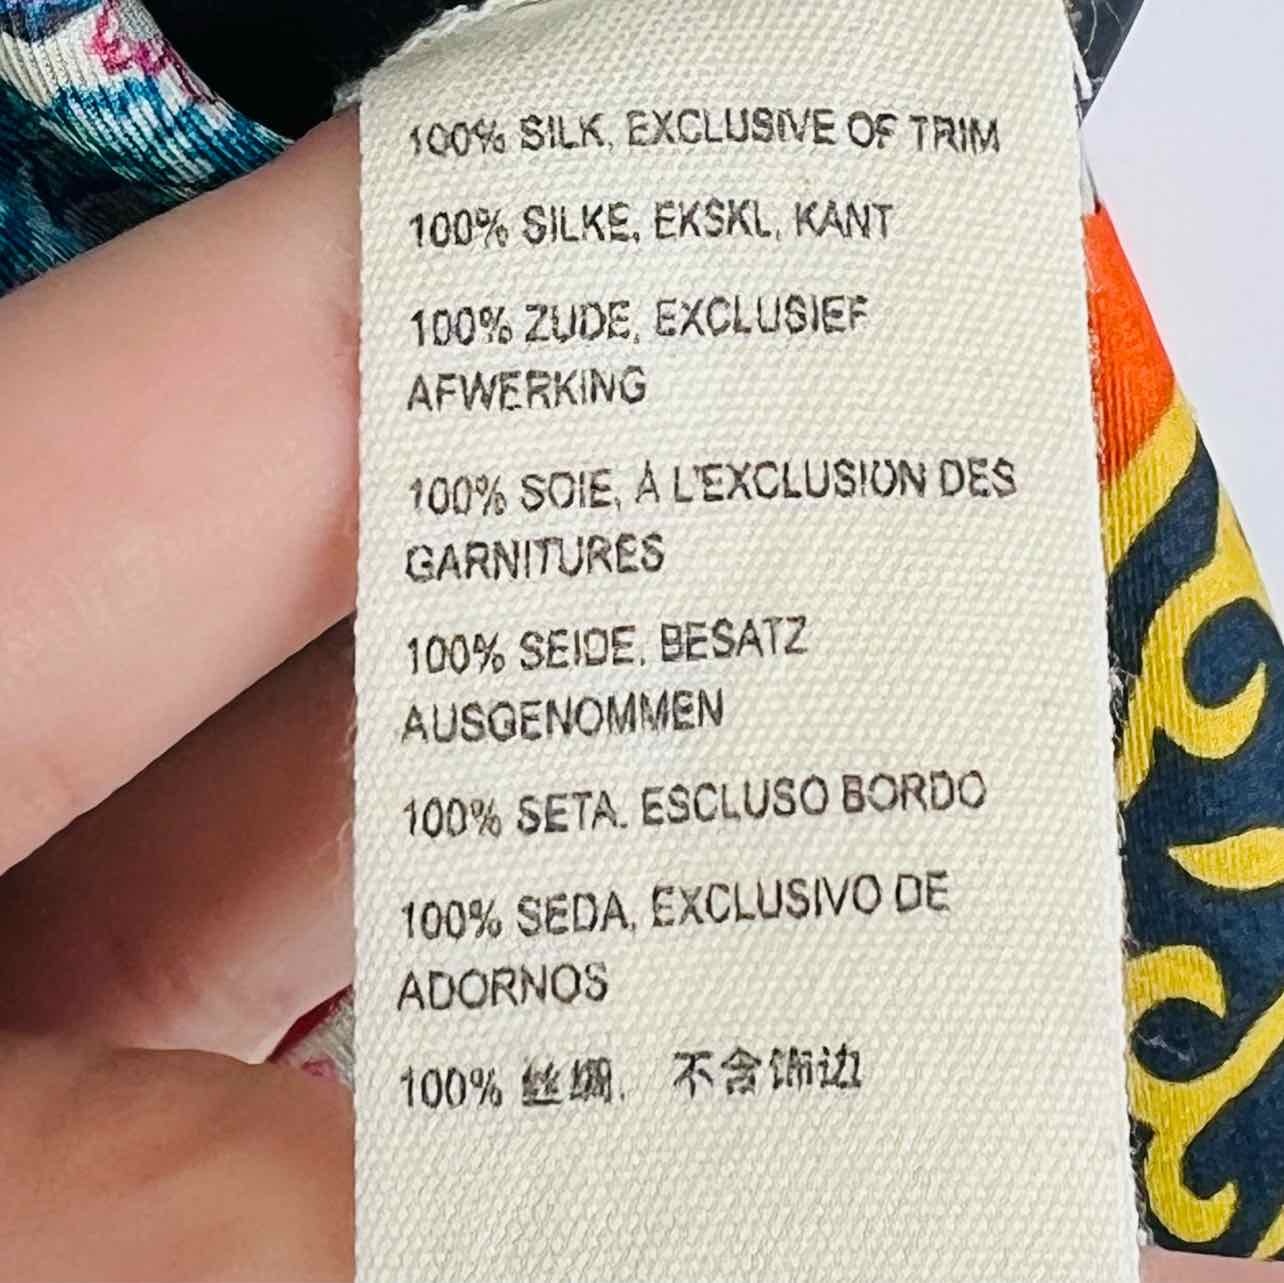 100% SILK, EXCLUSIVE OF TRIM
100% SILKE, EKSKL, KANT
100% ZIJDE, EXCLUSIEF
AFWERKING
100% SOIE, À L'EXCLUSION DES
GARNITURES
100% SEIDE, BESATZ
AUSGENOMMEN
100% SETA. ESCLUSO BORDO
100% SEDA, EXCLUSIVO DE
ADORNOS
100% 丝绸, 不含饰边